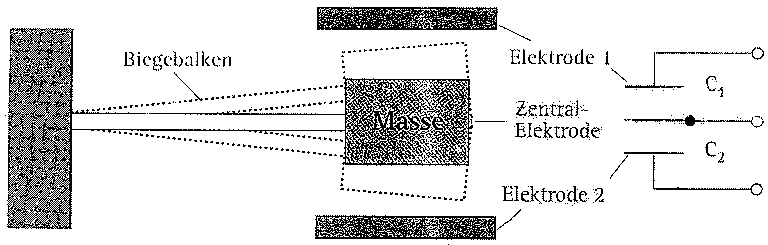 Biegebalken
Masse
Elektrode 1
Zentral-
Elektrode
Elektrode 2
C1
C2